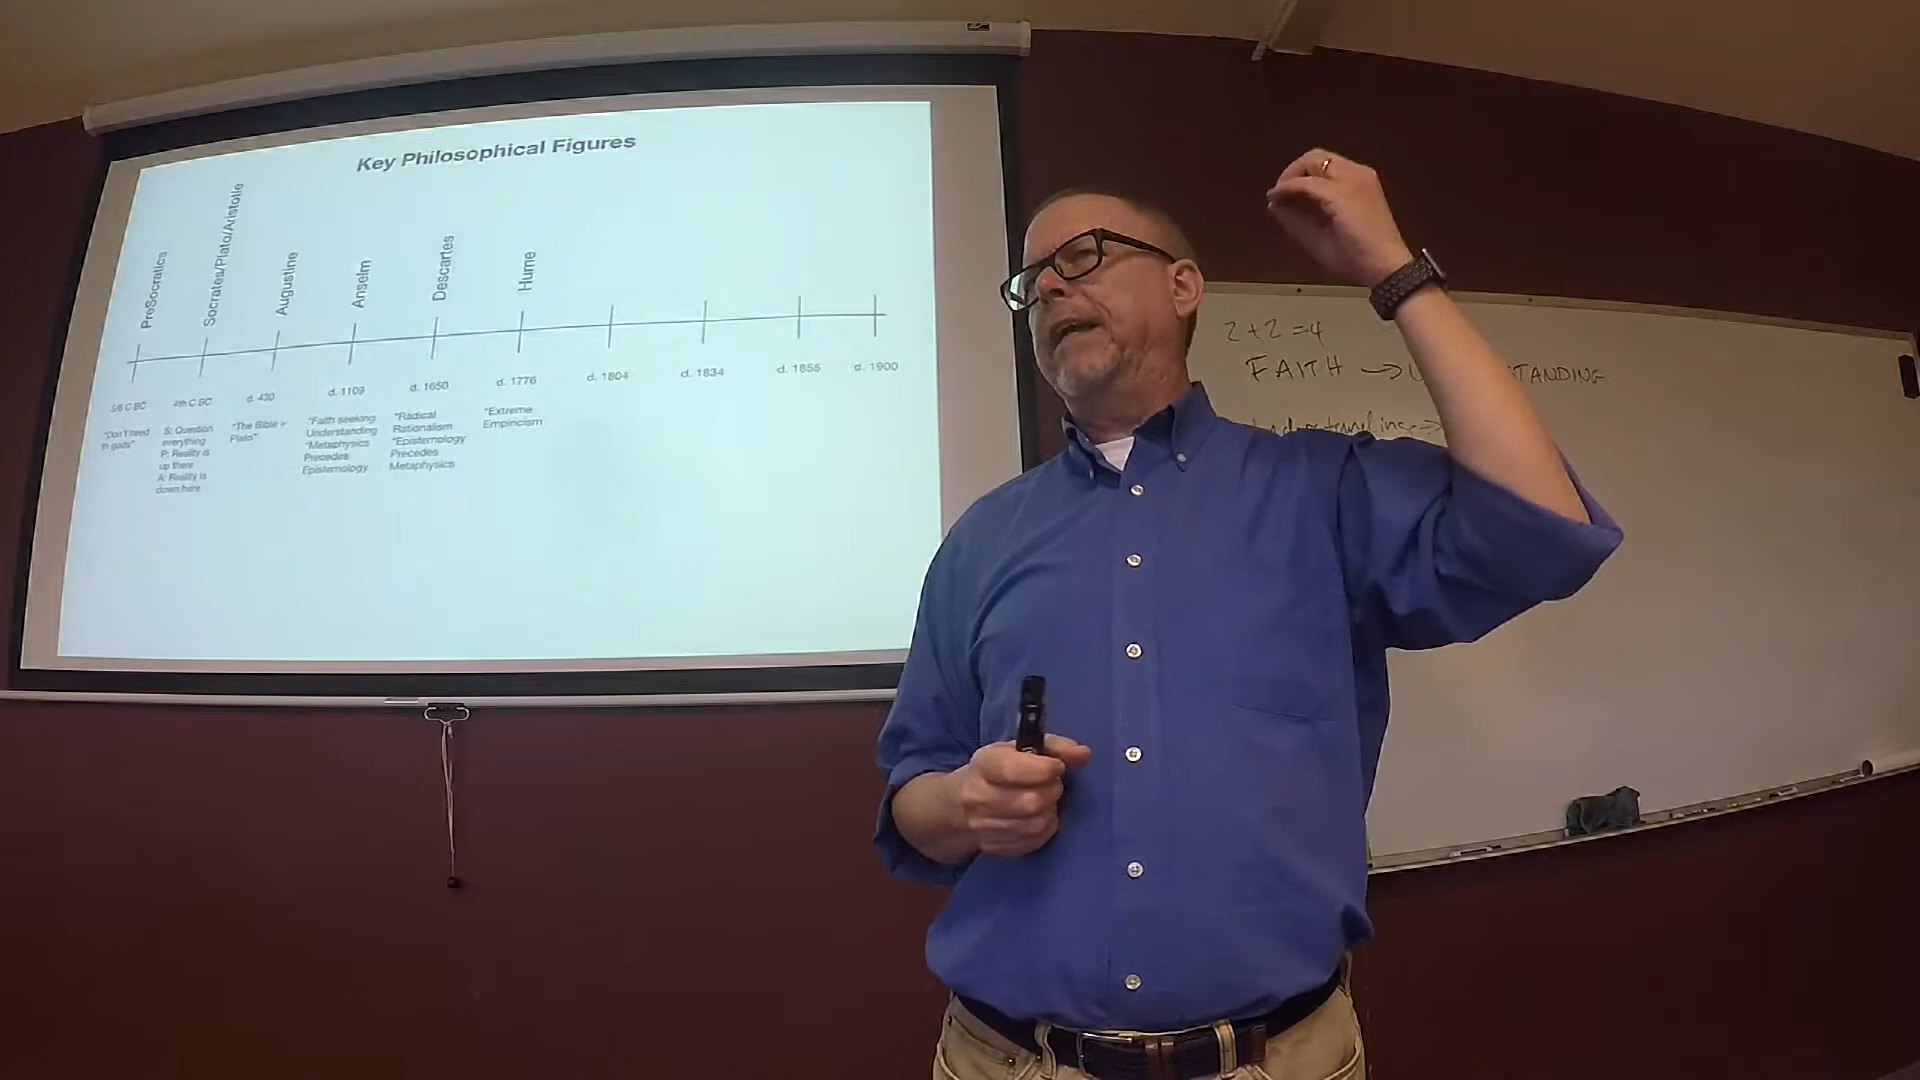 Key Philosophical Figures
PreSocratics
Socrates/Plato/Aristotle
Augustine
Anselm
Descartes
Hume
5/6 C BC
4th C BC
d. 430
d. 1109
d. 1650
d. 1776
d. 1804
d. 1834
d. 1855
d. 1900
"Don't need
m gods"
S: Question
everything
P: Reality is
up there
A: Reality is
down here
"The Bible +
Plato"
"Faith seeking
Understanding
"Metaphysics
Precedes
Epistemology
"Radical
Rationalism
"Epistemology
Precedes
Metaphysics
"Extreme
Empiricism
2+2=4
FAITH → U STANDING
understanding →